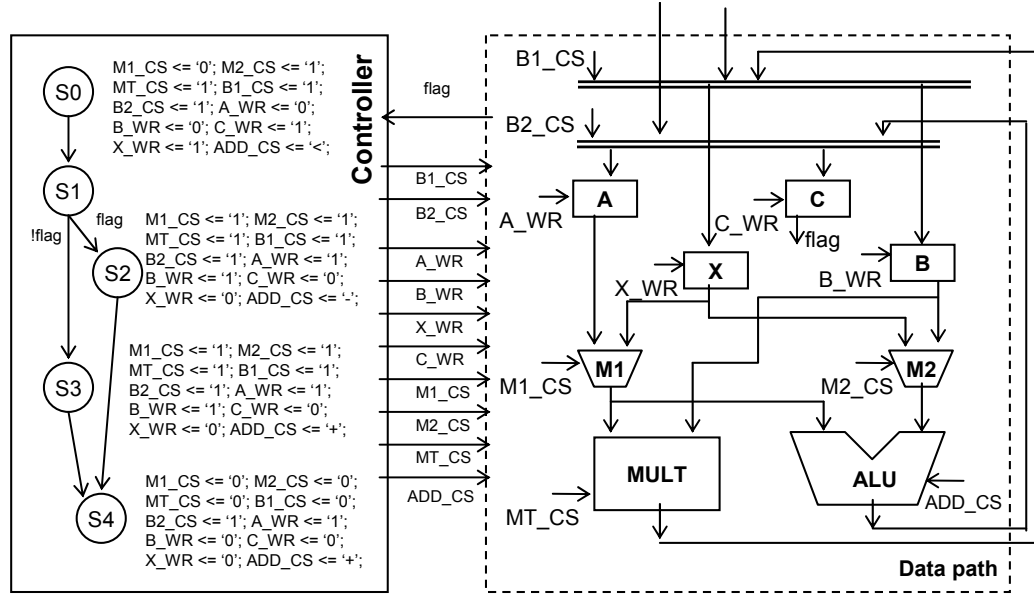 S0
M1_CS <= ‘0’; M2_CS <= ‘1’;
MT_CS <= ‘1’; B1_CS <= ‘1’;
B2_CS <= ‘1’; A_WR <= ‘0’;
B_WR <= ‘0’; C_WR <= ‘1’;
X_WR <= ‘1’; ADD_CS <= ‘<’;
S1
flag
!flag
S2
M1_CS <= ‘1’; M2_CS <= ‘1’;
MT_CS <= ‘1’; B1_CS <= ‘1’;
B2_CS <= ‘1’; A_WR <= ‘1’;
B_WR <= ‘1’; C_WR <= ‘0’;
X_WR <= ‘0’; ADD_CS <= ‘-’;
S3
M1_CS <= ‘1’; M2_CS <= ‘1’;
MT_CS <= ‘1’; B1_CS <= ‘1’;
B2_CS <= ‘1’; A_WR <= ‘1’;
B_WR <= ‘1’; C_WR <= ‘0’;
X_WR <= ‘0’; ADD_CS <= ‘+’;
S4
M1_CS <= ‘0’; M2_CS <= ‘0’;
MT_CS <= ‘0’; B1_CS <= ‘0’;
B2_CS <= ‘1’; A_WR <= ‘1’;
B_WR <= ‘0’; C_WR <= ‘0’;
X_WR <= ‘0’; ADD_CS <= ‘+’;
Controller
flag
B1_CS
B2_CS
A_WR
B_WR
X_WR
C_WR
M1_CS
M2_CS
MT_CS
ADD_CS
B1_CS
B2_CS
A
A_WR
C
C_WR
flag
X
X_WR
B
B_WR
M1
M1_CS
M2
M2_CS
MULT
MT_CS
ALU
ADD_CS
Data path